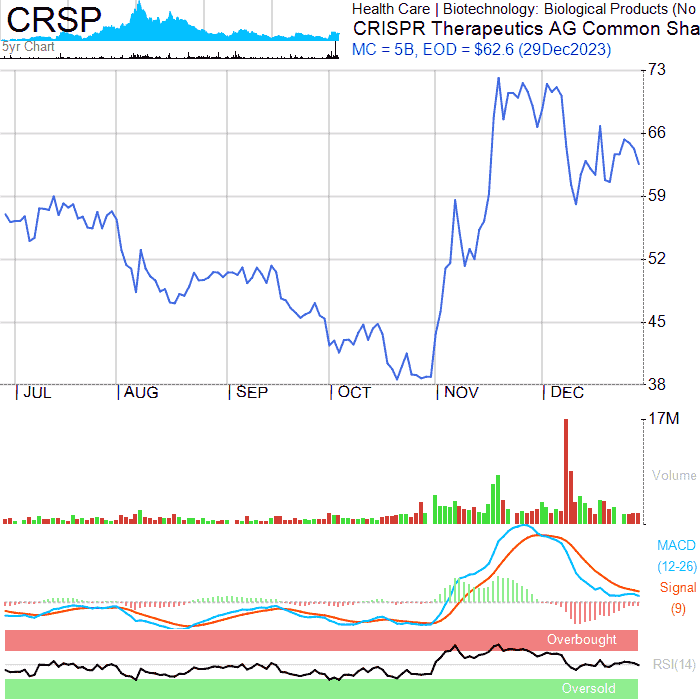 CRSP
5yr Chart
Health Care | Biotechnology: Biological Products (No
CRISPR Therapeutics AG Common Sha
MC = 5B, EOD = $62.6 (29Dec2023)
73
66
59
52
45
38
JUL AUG SEP OCT NOV DEC
17M
Volume
MACD
(12-26)
Signal
(9)
Overbought
RSI(14)
Oversold